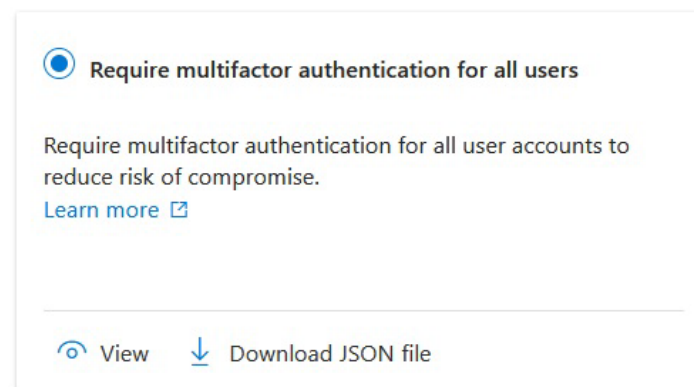 Require multifactor authentication for all users
Require multifactor authentication for all user accounts to
reduce risk of compromise.
Learn more
View
Download JSON file